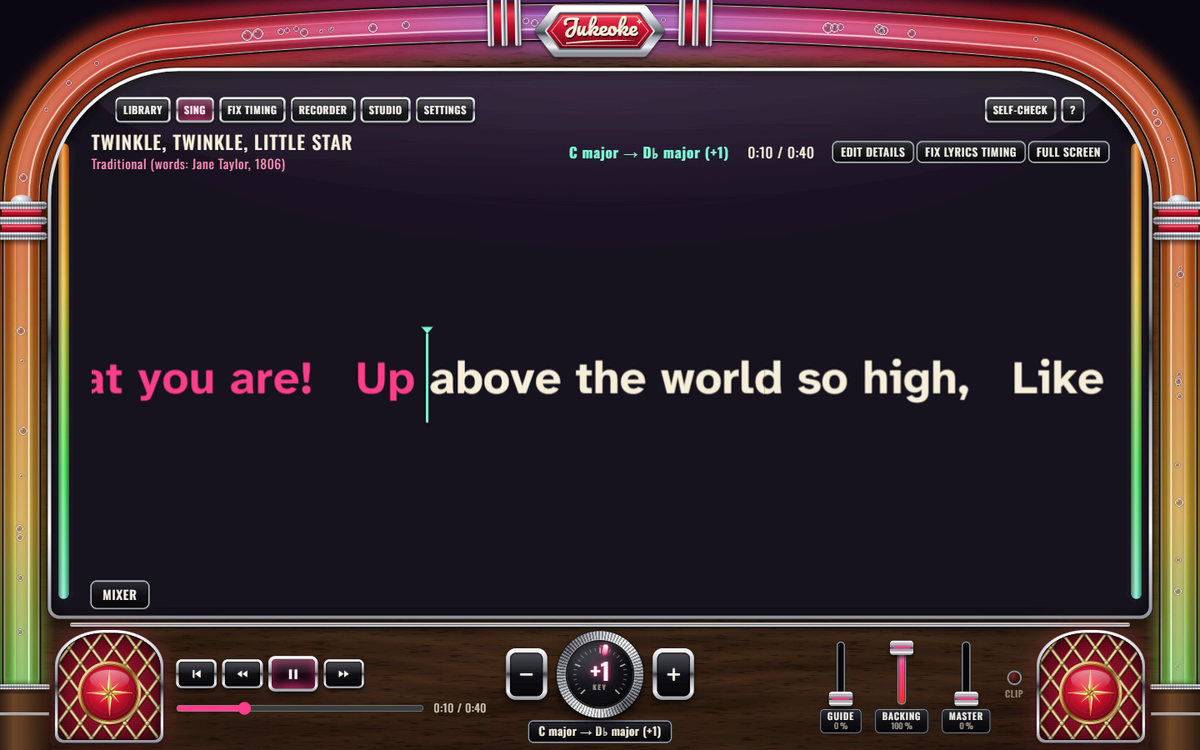 Jukeoke
LIBRARY SING FIX TIMING RECORDER STUDIO SETTINGS SELF-CHECK ?
TWINKLE, TWINKLE, LITTLE STAR
Traditional (words: Jane Taylor, 1806)
C major → D♭ major (+1) 0:10 / 0:40 EDIT DETAILS FIX LYRICS TIMING FULL SCREEN
at you are! Up above the world so high, Like
MIXER
+1
KEY
0:10 / 0:40
C major → D♭ major (+1)
GUIDE BACKING MASTER
0 % 100 % 0 %
CLIP